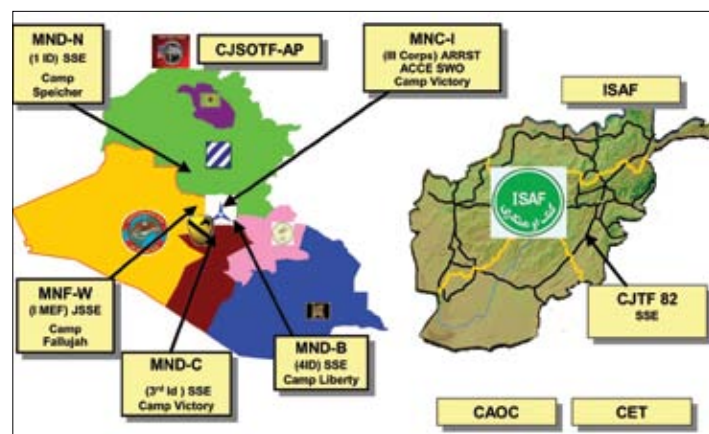 MND-N
(1 ID) SSE
Camp
Speicher
CJSOTF-AP
MNC-I
(III Corps) ARRST
ACCE SWO
Camp Victory
ISAF
ISAF
MNF-W
(I MEF) JSSE
Camp
Fallujah
MND-C
(3rd Id ) SSE
Camp Victory
MND-B
(4ID) SSE
Camp Liberty
CJTF 82
SSE
CAOC
CET